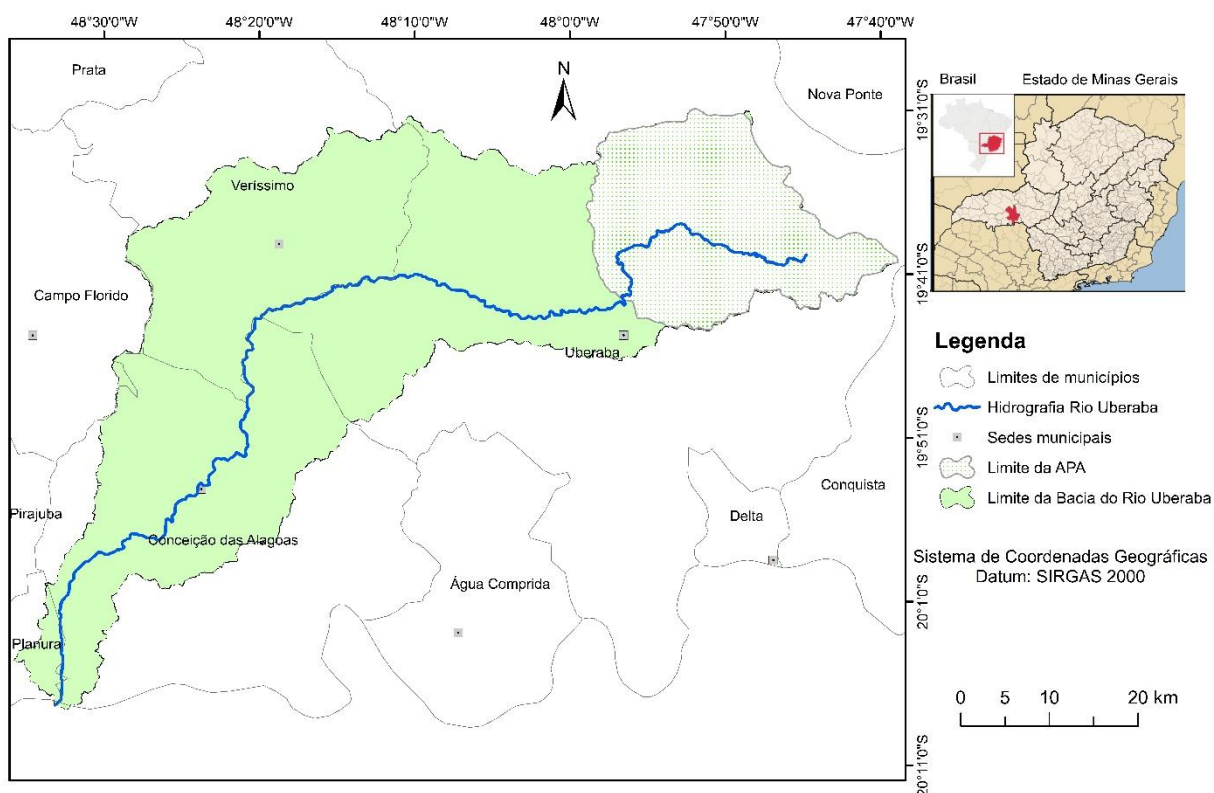 48°30'0"W 48°20'0"W 48°10'0"W 48°0'0"W 47°50'0"W 47°40'0"W
Prata
N
Nova Ponte
Veríssimo
Campo Florido
Uberaba
Conquista
Pirajuba
Delta
Conceição das Alagoas
Água Comprida
Planura
19°31'0"S
19°41'0"S
19°51'0"S
20°1'0"S
20°11'0"S
Brasil
Estado de Minas Gerais
Legenda
Limites de municípios
Hidrografia Rio Uberaba
Sedes municipais
Limite da APA
Limite da Bacia do Rio Uberaba
Sistema de Coordenadas Geográficas
Datum: SIRGAS 2000
0 5 10 20 km